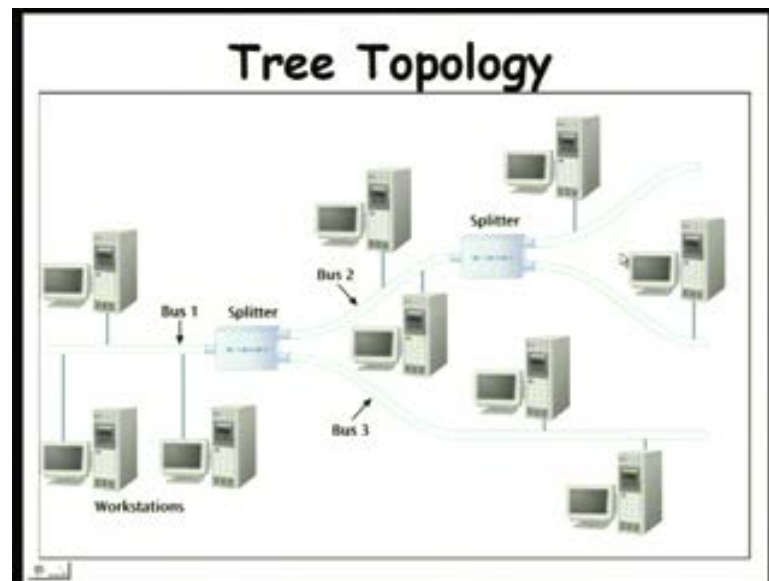 Tree Topology
Splitter
Bus 2
Bus 1
Splitter
Bus 3
Workstations